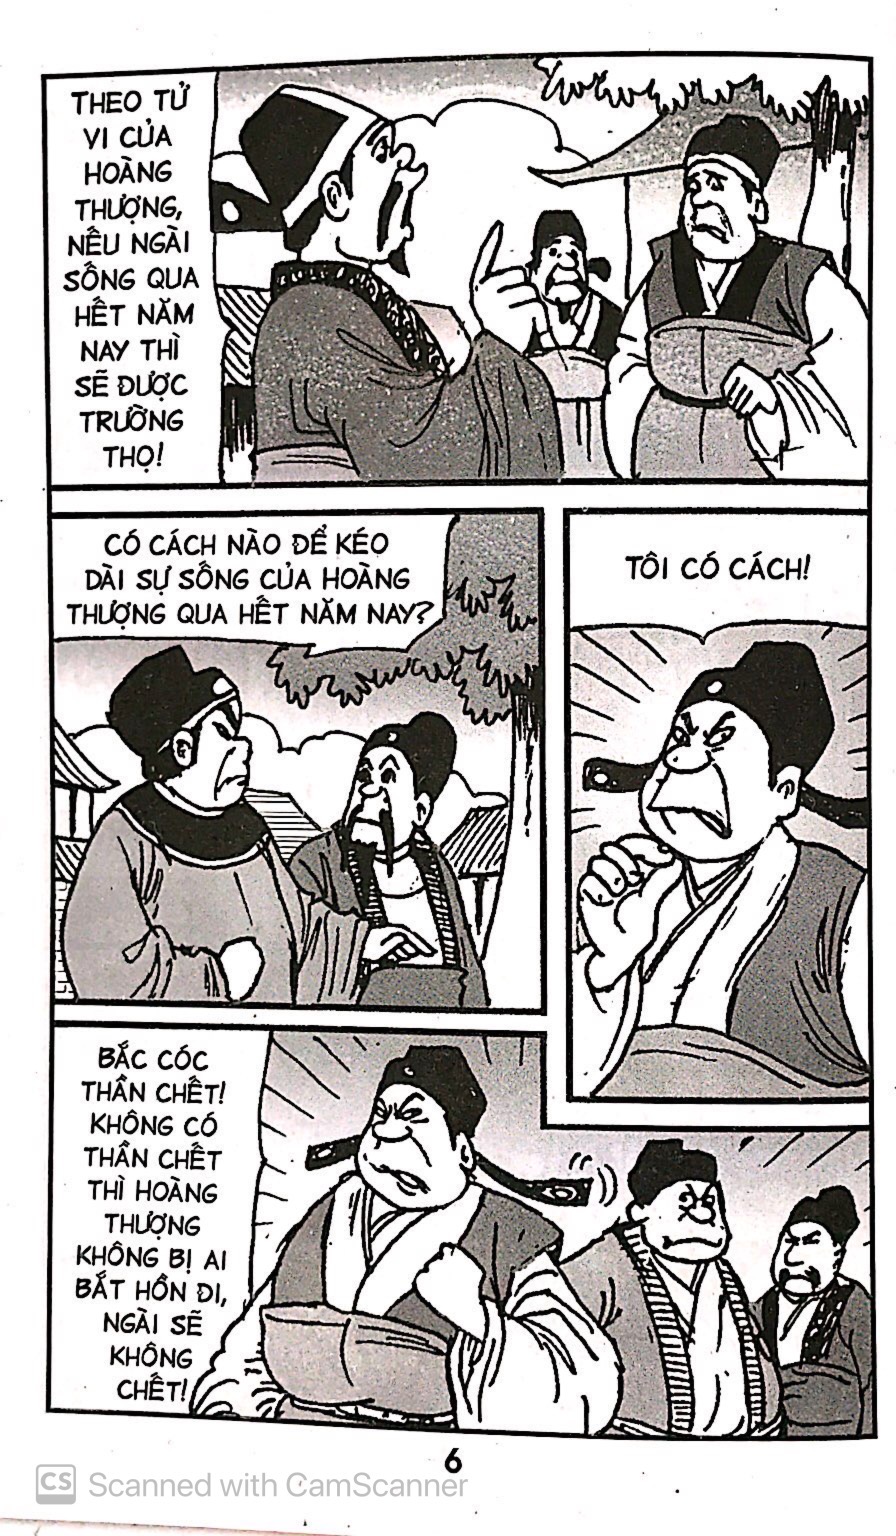 THEO TỬ
VI CỦA
HOÀNG
THƯỢNG,
NẾU NGÀI
SỐNG QUA
HẾT NĂM
NAY THÌ
SẼ ĐƯỢC
TRƯỜNG
THỌ!
CÓ CÁCH NÀO ĐỂ KÉO
DÀI SỰ SỐNG CỦA HOÀNG
THƯỢNG QUA HẾT NĂM NAY?
TÔI CÓ CÁCH!
BẮC CÓC
THẦN CHẾT!
KHÔNG CÓ
THẦN CHẾT
THÌ HOÀNG
THƯỢNG
KHÔNG BỊ AI
BẮT HỒN ĐI,
NGÀI SẼ
KHÔNG
CHẾT!
6
CS Scanned with CamScanner